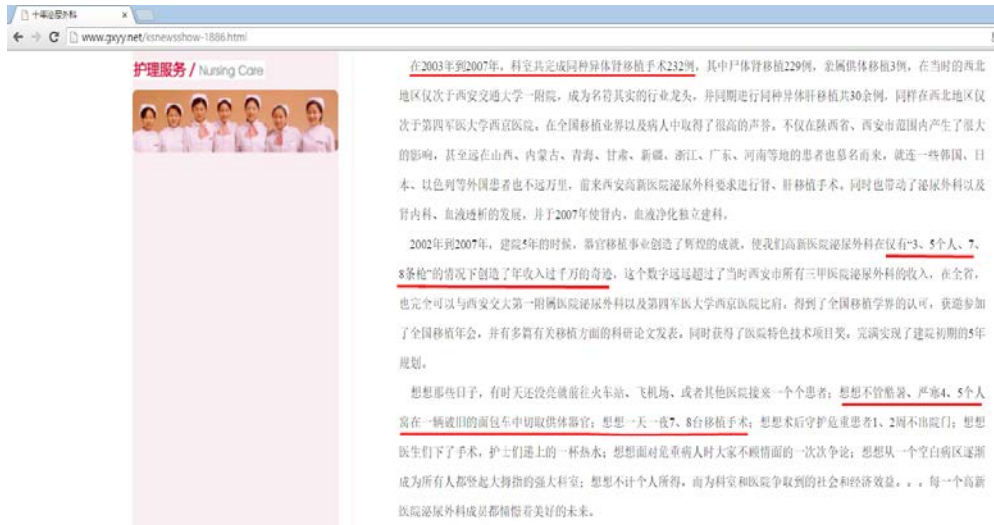 十年泌尿外科
www.gxyy.net/ksnewsshow-1886.html
护理服务 / Nursing Care
在2003年到2007年，科室共完成同种异体肾移植手术232例，其中尸体肾移植229例，亲属供体移植3例，在当时的西北
地区仅次于西安交通大学一附院，成为名符其实的行业龙头，并同期进行同种异体肝移植共30余例，同样在西北地区仅
次于第四军医大学西京医院。在全国移植业界以及病人中取得了很高的声誉。不仅在陕西省、西安市范围内产生了很大
的影响，甚至远在山西、内蒙古、青海、甘肃、新疆、浙江、广东、河南等地的患者也慕名而来，就连一些韩国、日
本、以色列等外国患者也不远万里，前来西安高新医院泌尿外科要求进行肾、肝移植手术。同时也带动了泌尿外科以及
肾内科、血液透析的发展，并于2007年使肾内、血液净化独立建科。
2002年到2007年，建院5年的时候，器官移植事业创造了辉煌的成就，使我们高新医院泌尿外科在仅有“3、5个人、7、
8条枪”的情况下创造了年收入过千万的奇迹，这个数字远远超过了当时西安市所有三甲医院泌尿外科的收入，在全省，
也完全可以与西安交大第一附属医院泌尿外科以及第四军医大学西京医院比肩，得到了全国移植学界的认可，获邀参加
了全国移植年会，并有多篇有关移植方面的科研论文发表。同时获得了医院特色技术项目奖。完满实现了建院初期的5年
规划。
想想那些日子，有时天还没亮就前往火车站、飞机场、或者其他医院接来一个个患者；想想不管酷暑、严寒4、5个人
窝在一辆破旧的面包车中切取供体器官；想想一天一夜7、8台移植手术；想想术后守护危重患者1、2周不出院门；想想
医生们下了手术，护士们递上的一杯热水；想想面对危重病人时大家不顾情面的一次次争论；想想从一个空白病区逐渐
成为所有人都竖起大拇指的强大科室；想想不计个人所得，而为科室和医院争取到的社会和经济效益。。。每一个高新
医院泌尿外科成员都憧憬着美好的未来。